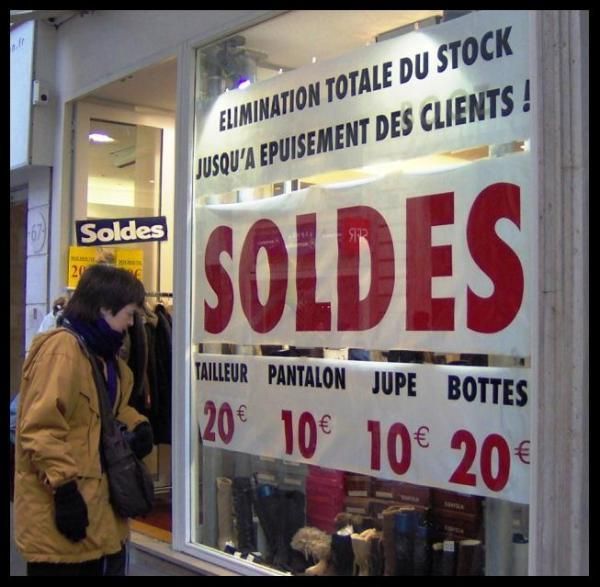 ELIMINATION TOTALE DU STOCK
JUSQU'A EPUISEMENT DES CLIENTS !
SOLDES
TAILLEUR PANTALON JUPE BOTTES
20€ 10€ 10€ 20€
Soldes
67